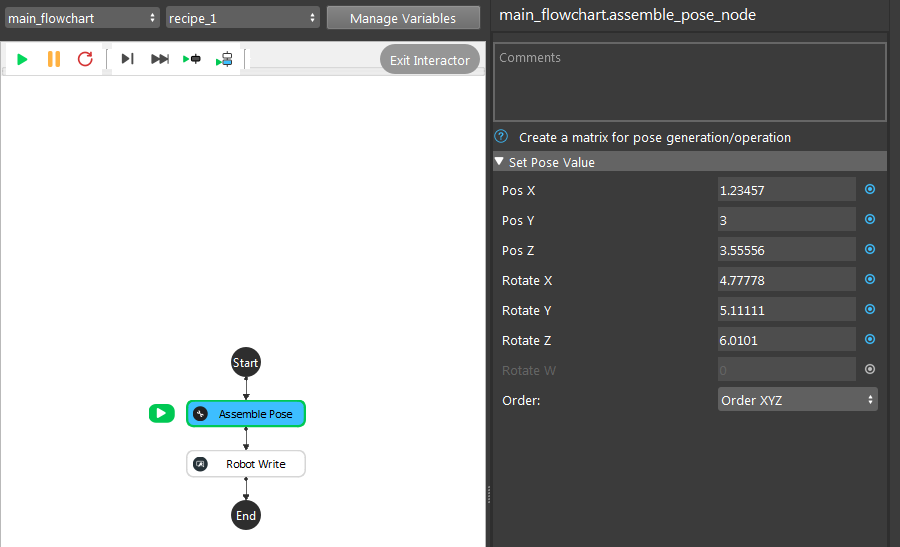 main_flowchart
recipe_1
Manage Variables
Exit Interactor
Start
Assemble Pose
Robot Write
End
main_flowchart.assemble_pose_node
Comments
? Create a matrix for pose generation/operation
Set Pose Value
Pos X 1.23457
Pos Y 3
Pos Z 3.55556
Rotate X 4.77778
Rotate Y 5.11111
Rotate Z 6.0101
Rotate W 0
Order: Order XYZ